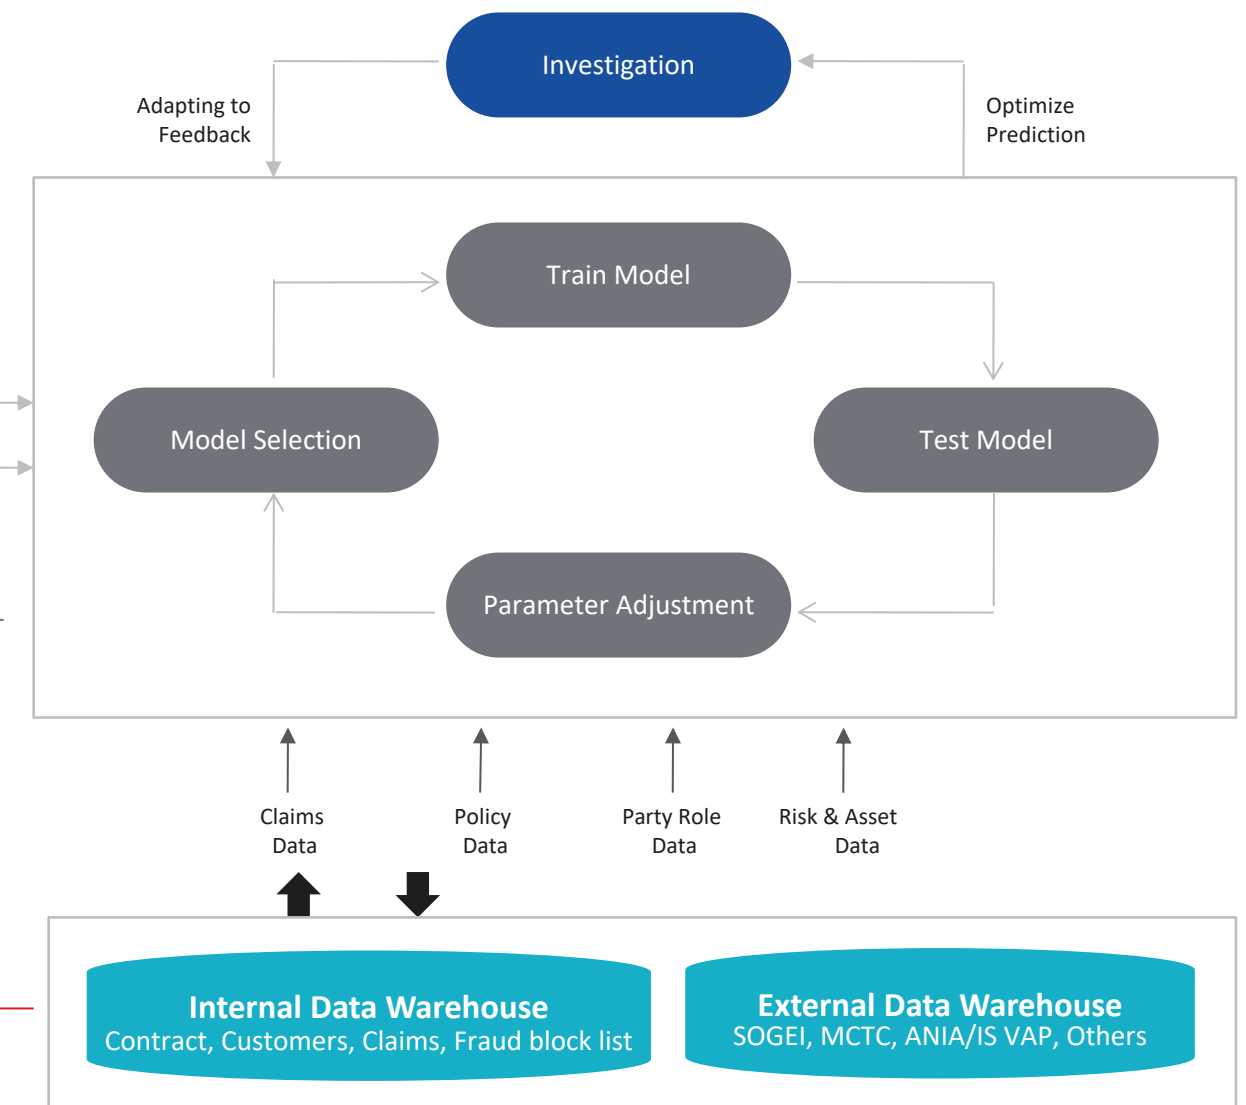 Investigation
Adapting to
Feedback
Optimize
Prediction
Train Model
Model Selection
Test Model
Parameter Adjustment
Claims
Data
Policy
Data
Party Role
Data
Risk & Asset
Data
Internal Data Warehouse
Contract, Customers, Claims, Fraud block list
External Data Warehouse
SOGEI, MCTC, ANIA/IS VAP, Others